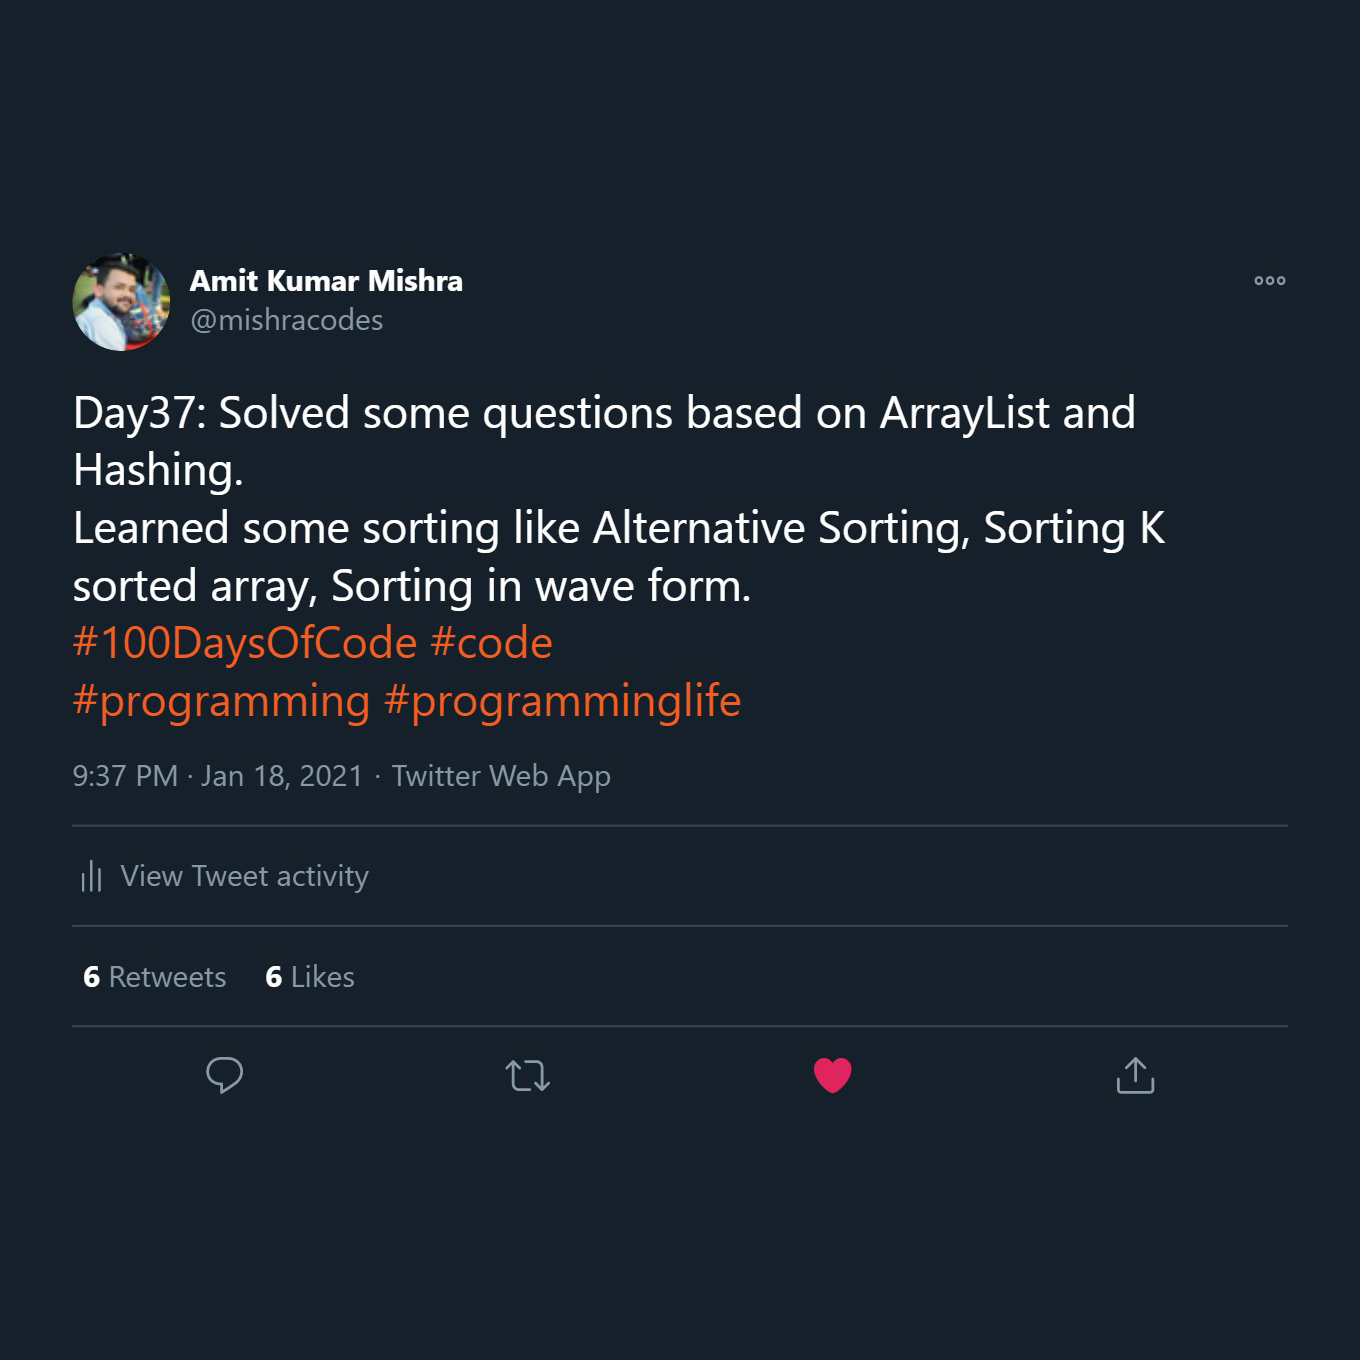 Amit Kumar Mishra
@mishracodes
Day37: Solved some questions based on ArrayList and
Hashing.
Learned some sorting like Alternative Sorting, Sorting K
sorted array, Sorting in wave form.
#100DaysOfCode #code
#programming #programminglife
9:37 PM · Jan 18, 2021 · Twitter Web App
View Tweet activity
6 Retweets 6 Likes